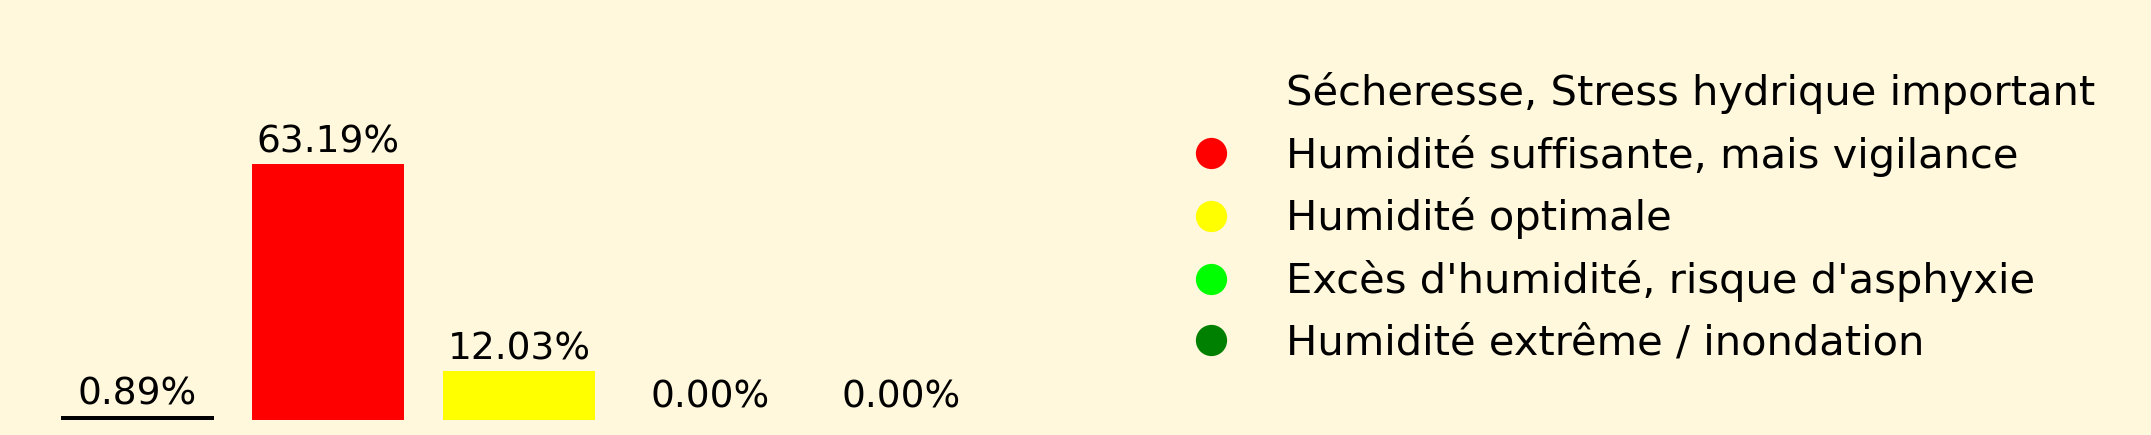 63.19%
12.03%
0.89%
0.00%
0.00%
Sécheresse, Stress hydrique important
Humidité suffisante, mais vigilance
Humidité optimale
Excès d'humidité, risque d'asphyxie
Humidité extrême / inondation